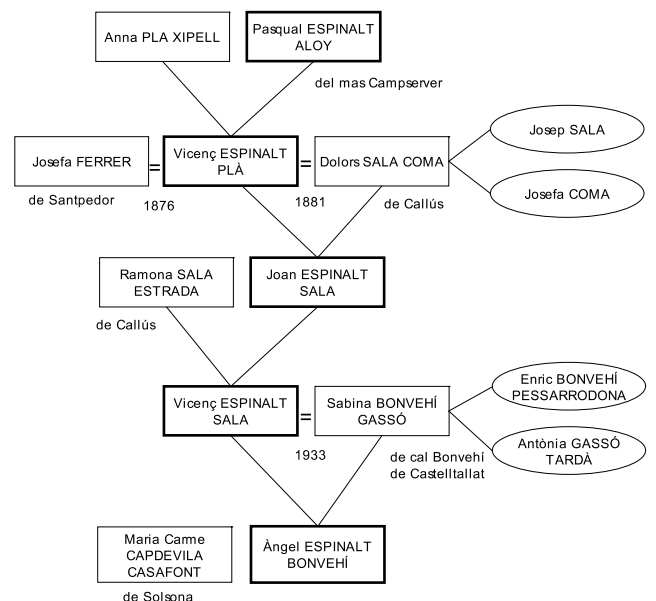 Anna PLA XIPELL
Pasqual ESPINALT
ALOY
del mas Campserver
Josefa FERRER
=
Vicenç ESPINALT
PLÀ
=
Dolors SALA COMA
Josep SALA
Josefa COMA
de Santpedor
1876
1881
de Callús
Ramona SALA
ESTRADA
Joan ESPINALT
SALA
de Callús
Vicenç ESPINALT
SALA
=
Sabina BONVEHÍ
GASSÓ
Enric BONVEHÍ
PESSARRODONA
Antònia GASSÓ
TARDÀ
1933
de cal Bonvehí
de Castelltallat
Maria Carme
CAPDEVILA
CASAFONT
Àngel ESPINALT
BONVEHÍ
de Solsona